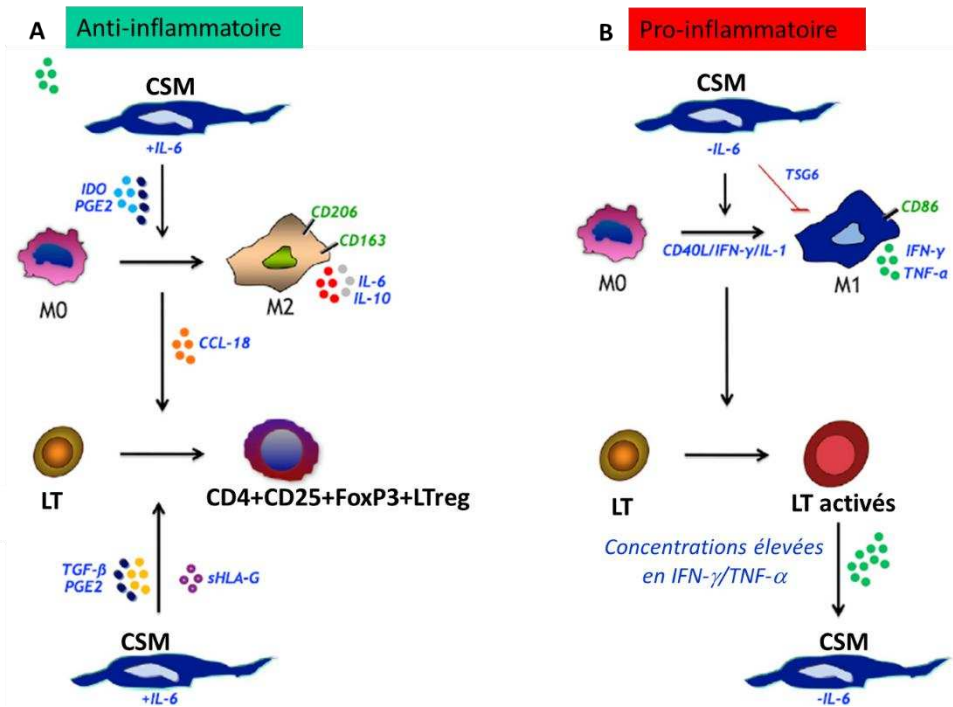 A
Anti-inflammatoire
CSM
+IL-6
IDO
PGE2
CD206
CD163
IL-6
IL-10
M0
M2
CCL-18
LT
CD4+CD25+FoxP3+LTreg
TGF-β
PGE2
sHLA-G
CSM
+IL-6
B
Pro-inflammatoire
CSM
-IL-6
TSG6
CD86
CD40L/IFN-γ/IL-1
IFN-γ
TNF-α
M0
M1
LT
LT activés
Concentrations élevées
en IFN-γ/TNF-α
CSM
-IL-6